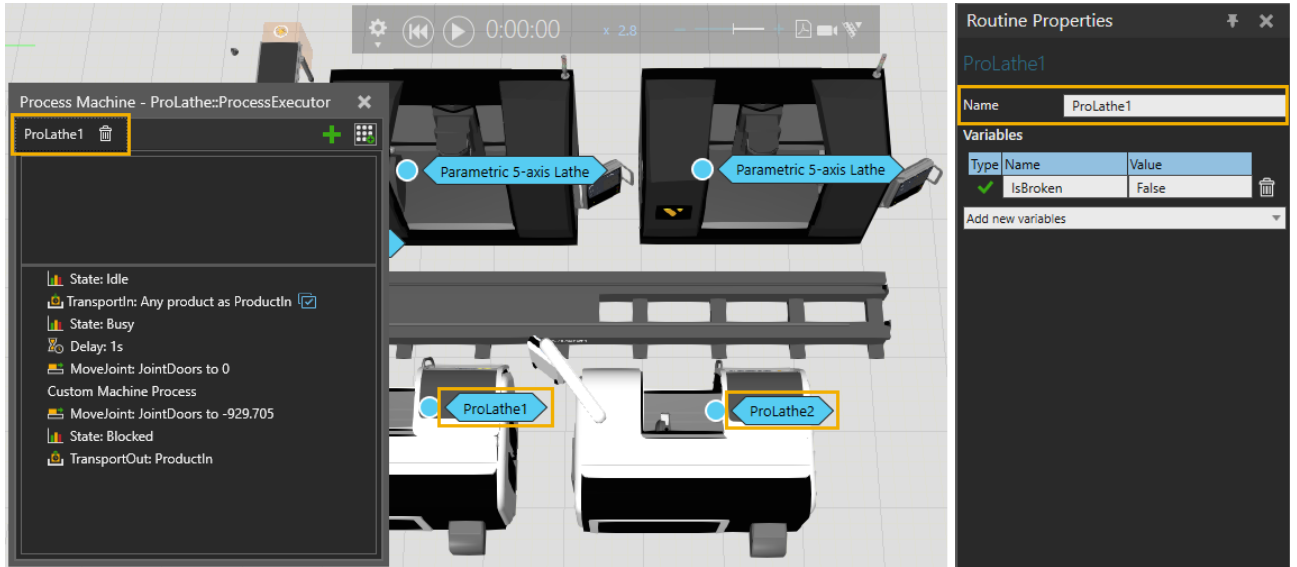 0:00:00
x 2.8
Process Machine - ProLathe::ProcessExecutor
ProLathe1
State: Idle
TransportIn: Any product as ProductIn
State: Busy
Delay: 1s
MoveJoint: JointDoors to 0
Custom Machine Process
MoveJoint: JointDoors to -929.705
State: Blocked
TransportOut: ProductIn
Parametric 5-axis Lathe
Parametric 5-axis Lathe
ProLathe1
ProLathe2
Routine Properties
ProLathe1
Name ProLathe1
Variables
Type Name Value
IsBroken False
Add new variables